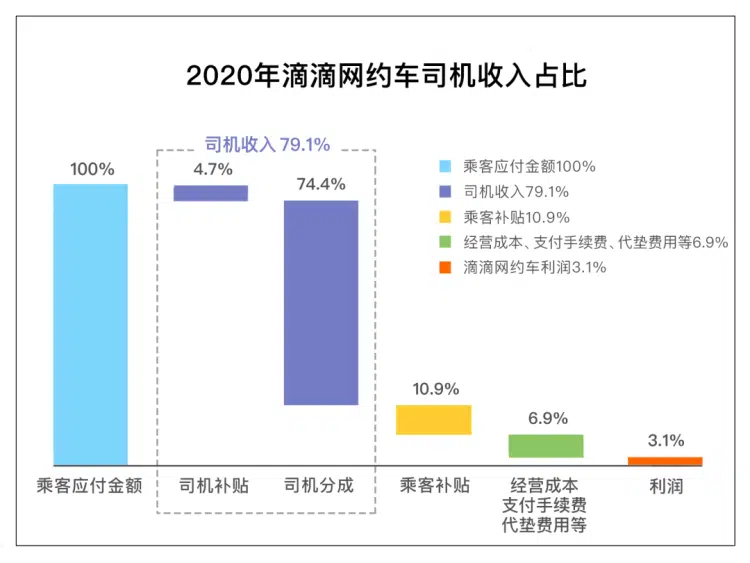 2020年滴滴网约车司机收入占比
司机收入 79.1%
100%
4.7%
74.4%
10.9%
6.9%
3.1%
乘客应付金额100%
司机收入79.1%
乘客补贴10.9%
经营成本、支付手续费、代垫费用等6.9%
滴滴网约车利润3.1%
乘客应付金额
司机补贴
司机分成
乘客补贴
经营成本
支付手续费
代垫费用等
利润